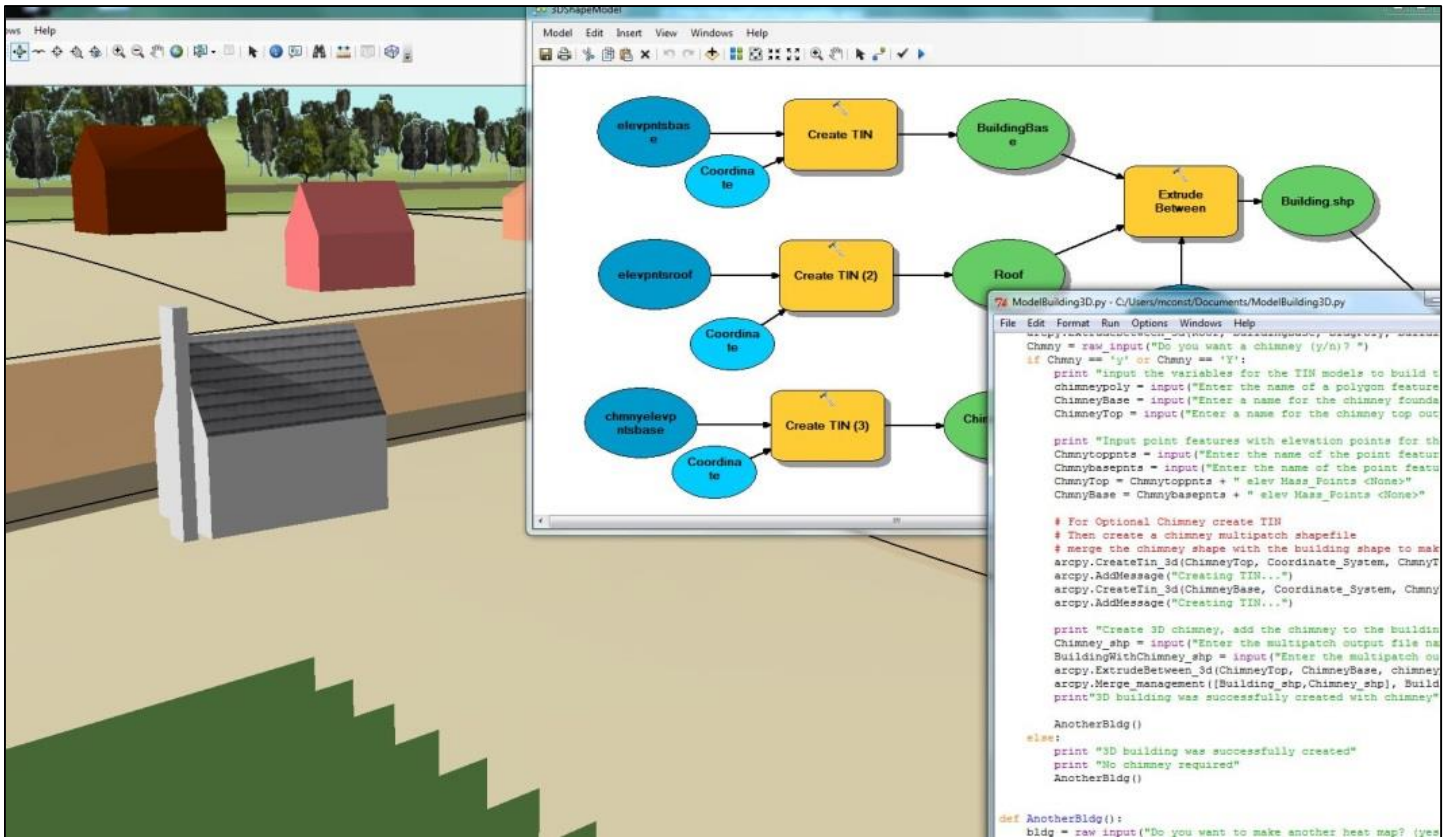 ws Help
3DShapeModel
Model Edit Insert View Windows Help
elevpntsbas
e
Create TIN
BuildingBas
e
Coordina
te
Extrude
Between
Building.shp
elevpntsroof
Create TIN (2)
Roof
Coordina
te
chmnyelevp
ntsbase
Create TIN (3)
Chi
Coordina
te
ModelBuilding3D.py - C:/Users/mconst/Documents/ModelBuilding3D.py
File Edit Format Run Options Windows Help
Chmny = raw_input("Do you want a chimney (y/n)? ")
if Chmny == 'y' or Chmny == 'Y':
print "input the variables for the TIN models to build t
chimneypoly = input("Enter the name of a polygon feature
ChimneyBase = input("Enter a name for the chimney founda
ChimneyTop = input("Enter a name for the chimney top out
print "Input point features with elevation points for th
Chmnytoppnts = input("Enter the name of the point featur
Chmnybasepnts = input("Enter the name of the point featu
ChmnyTop = Chmnytoppnts + " elev Mass_Points <None>"
ChmnyBase = Chmnybasepnts + " elev Mass_Points <None>"
# For Optional Chimney create TIN
# Then create a chimney multipatch shapefile
# merge the chimney shape with the building shape to mak
arcpy.CreateTin_3d(ChimneyTop, Coordinate_System, ChmnyT
arcpy.AddMessage("Creating TIN...")
arcpy.CreateTin_3d(ChimneyBase, Coordinate_System, Chmny
arcpy.AddMessage("Creating TIN...")
print "Create 3D chimney, add the chimney to the buildin
Chimney_shp = input("Enter the multipatch output file na
BuildingWithChimney_shp = input("Enter the multipatch ou
arcpy.ExtrudeBetween_3d(ChimneyTop, ChimneyBase, chimney
arcpy.Merge_management([Building_shp,Chimney_shp], Build
print"3D building was successfully created with chimney"
AnotherBldg()
else:
print "3D building was successfully created"
print "No chimney required"
AnotherBldg()
def AnotherBldg():
bldg = raw_input("Do you want to make another heat map? (yes